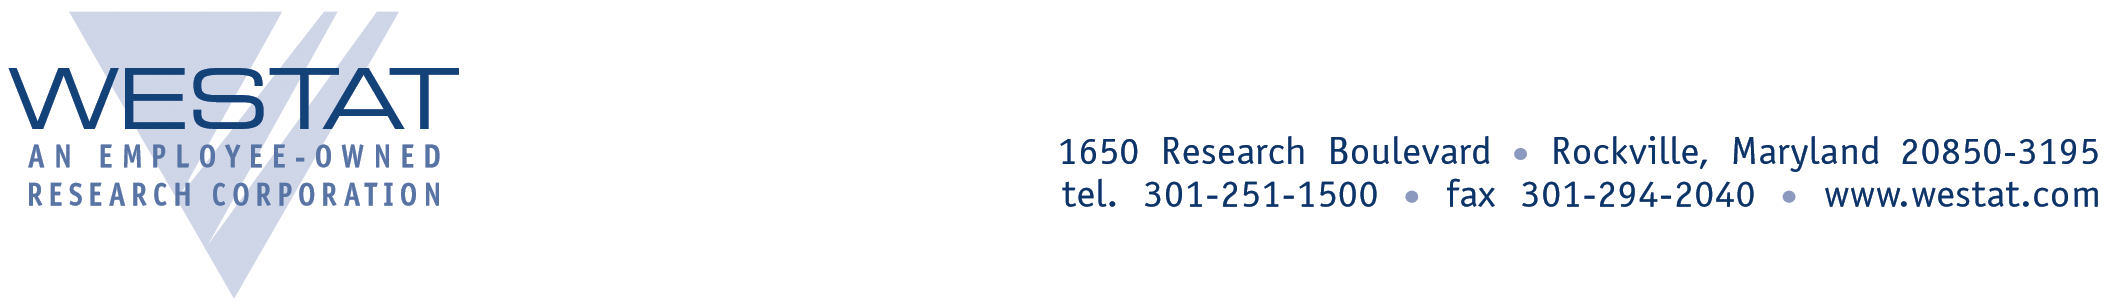 WESTAT
AN EMPLOYEE-OWNED
RESEARCH CORPORATION
1650 Research Boulevard • Rockville, Maryland 20850-3195
tel. 301-251-1500 • fax 301-294-2040 • www.westat.com